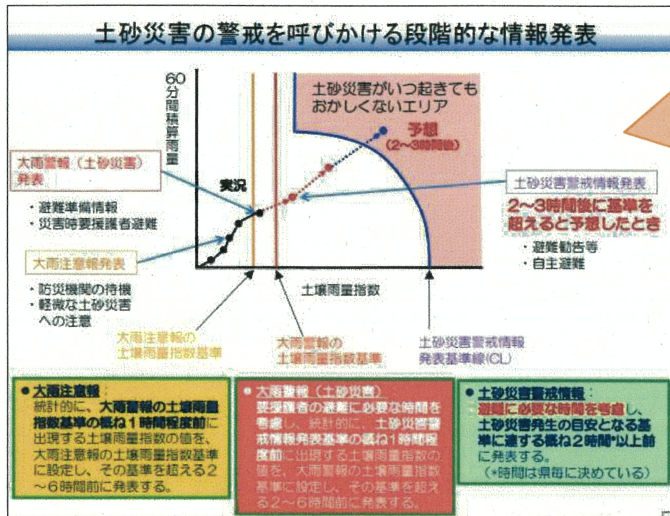 土砂災害の警戒を呼びかける段階的な情報発表
60分間積算雨量
土砂災害がいつ起きても
おかしくないエリア
予想
(2～3時間後)
実況
大雨警報(土砂災害)
発表
・避難準備情報
・災害時要援護者避難
大雨注意報発表
・防災機関の待機
・軽微な土砂災害
への注意
土砂災害警戒情報発表
2～3時間後に基準を
超えると予想したとき
・避難勧告等
・自主避難
土壌雨量指数
大雨注意報の
土壌雨量指数基準
大雨警報の
土壌雨量指数基準
土砂災害警戒情報
発表基準線(CL)
●大雨注意報:
統計的に、大雨警報の土壌雨量
指数基準の概ね1時間程度前
に出現する土壌雨量指数の値を、
大雨注意報の土壌雨量指数基準
に設定し、その基準を超える2
～6時間前に発表する。
●大雨警報(土砂災害)
要援護者の避難に必要な時間を
考慮し、統計的に、土砂災害警
戒情報発表基準の概ね1時間程
度前に出現する土壌雨量指数の
値を、大雨警報の土壌雨量指数
基準に設定し、その基準を超え
る2～6時間前に発表する。
●土砂災害警戒情報:
避難に必要な時間を考慮し、
土砂災害発生の目安となる基
準に達する概ね2時間*以上前
に発表する。
(*時間は県毎に決めている)